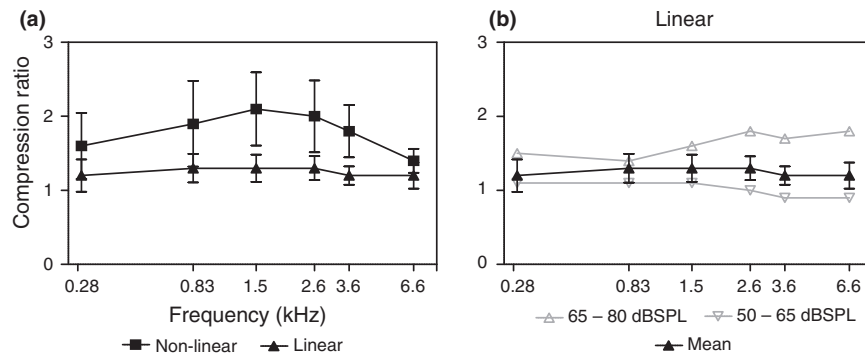 (a)
(b)
Linear
Compression ratio
3
2
1
0
0.28 0.83 1.5 2.6 3.6 6.6
Frequency (kHz)
Non-linear Linear
3
2
1
0
0.28 0.83 1.5 2.6 3.6 6.6
65 – 80 dBSPL 50 – 65 dBSPL
Mean